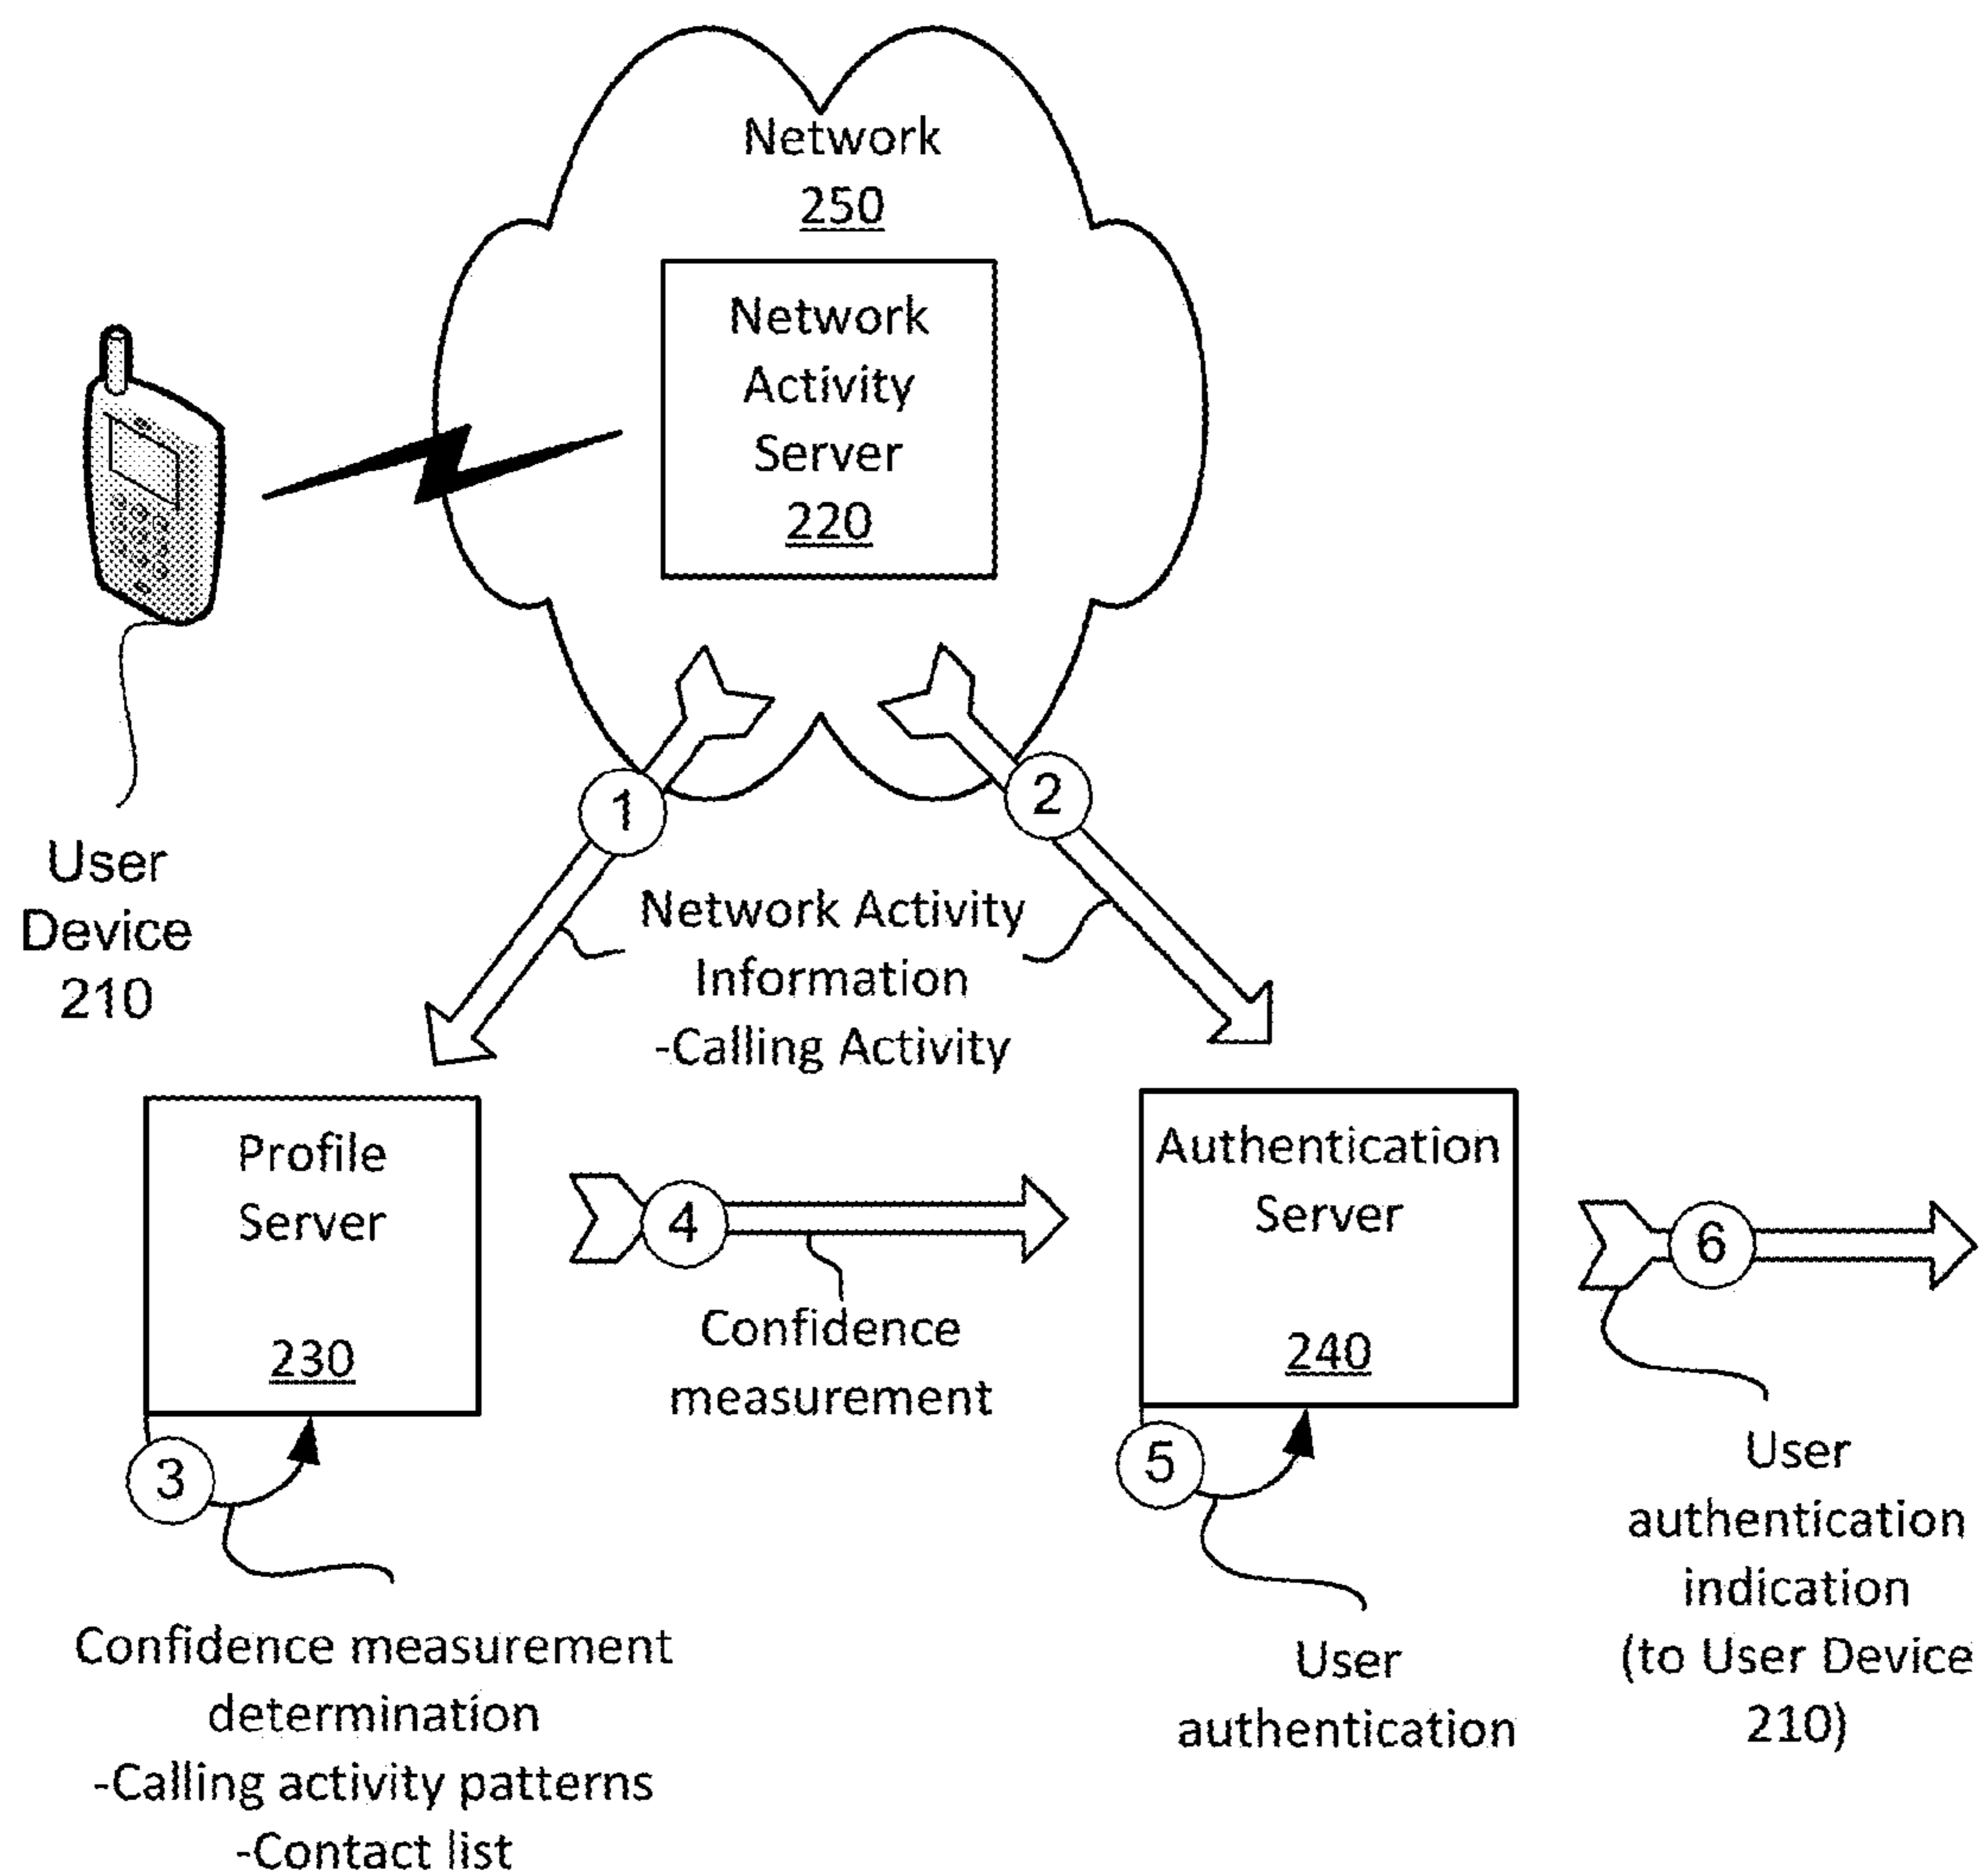 Network
250
Network
Activity
Server
220
User
Device
210
1
2
Network Activity
Information
-Calling Activity
Profile
Server
230
4
Confidence
measurement
Authentication
Server
240
6
User
authentication
indication
(to User Device
210)
3
Confidence measurement
determination
-Calling activity patterns
-Contact list
5
User
authentication